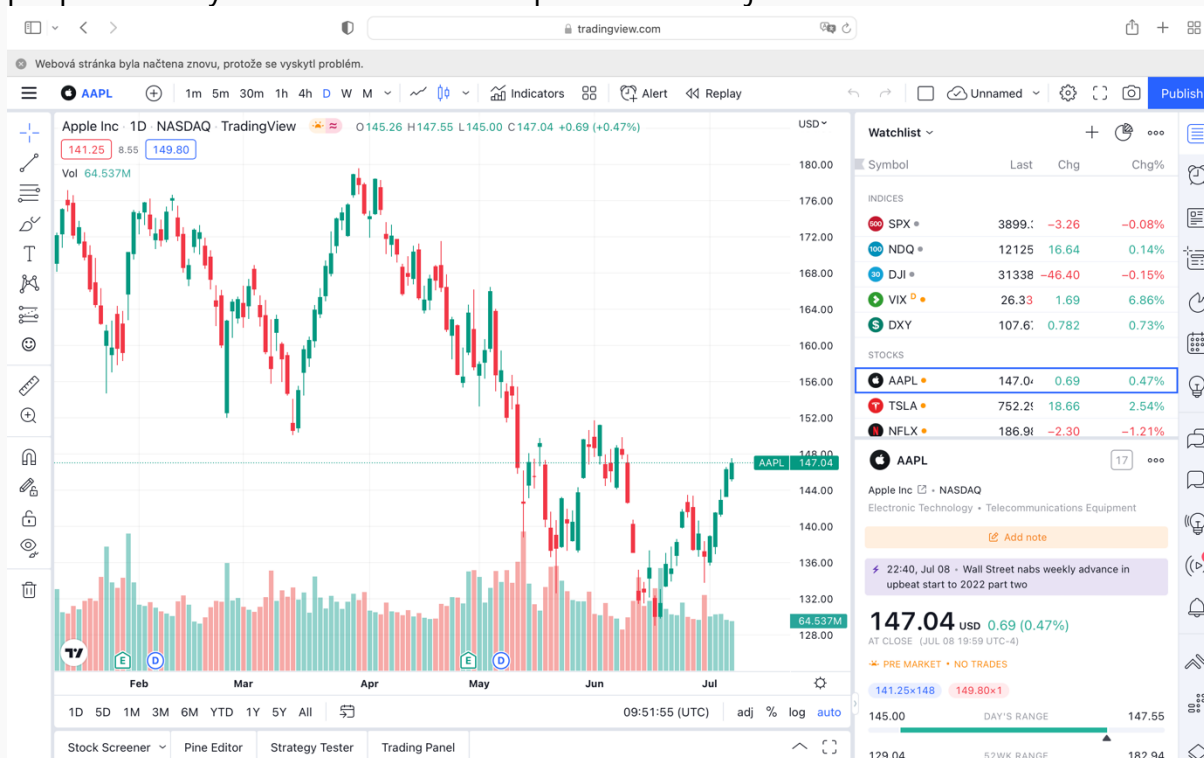 tradingview.com
Webová stránka byla načtena znovu, protože se vyskytl problém.
AAPL 1m 5m 30m 1h 4h D W M Indicators Alert Replay Unnamed Publish
Apple Inc · 1D · NASDAQ · TradingView O145.26 H147.55 L145.00 C147.04 +0.69 (+0.47%) USD
141.25 8.55 149.80
Vol 64.537M
180.00
176.00
172.00
168.00
164.00
160.00
156.00
152.00
148.00
AAPL 147.04
144.00
140.00
136.00
132.00
64.537M
128.00
E D E D
Feb Mar Apr May Jun Jul
1D 5D 1M 3M 6M YTD 1Y 5Y All 09:51:55 (UTC) adj % log auto
Stock Screener Pine Editor Strategy Tester Trading Panel
Watchlist
Symbol Last Chg Chg%
INDICES
500 SPX 3899. −3.26 −0.08%
100 NDQ 12125 16.64 0.14%
30 DJI 31338 −46.40 −0.15%
VIX D 26.33 1.69 6.86%
$ DXY 107.6 0.782 0.73%
STOCKS
AAPL 147.0 0.69 0.47%
TSLA 752.2 18.66 2.54%
NFLX 186.9 −2.30 −1.21%
AAPL 17
Apple Inc • NASDAQ
Electronic Technology • Telecommunications Equipment
Add note
22:40, Jul 08 • Wall Street nabs weekly advance in
upbeat start to 2022 part two
147.04 USD 0.69 (0.47%)
AT CLOSE (JUL 08 19:59 UTC-4)
PRE MARKET • NO TRADES
141.25×148 149.80×1
145.00 DAY'S RANGE 147.55
129.04 52WK RANGE 182.94